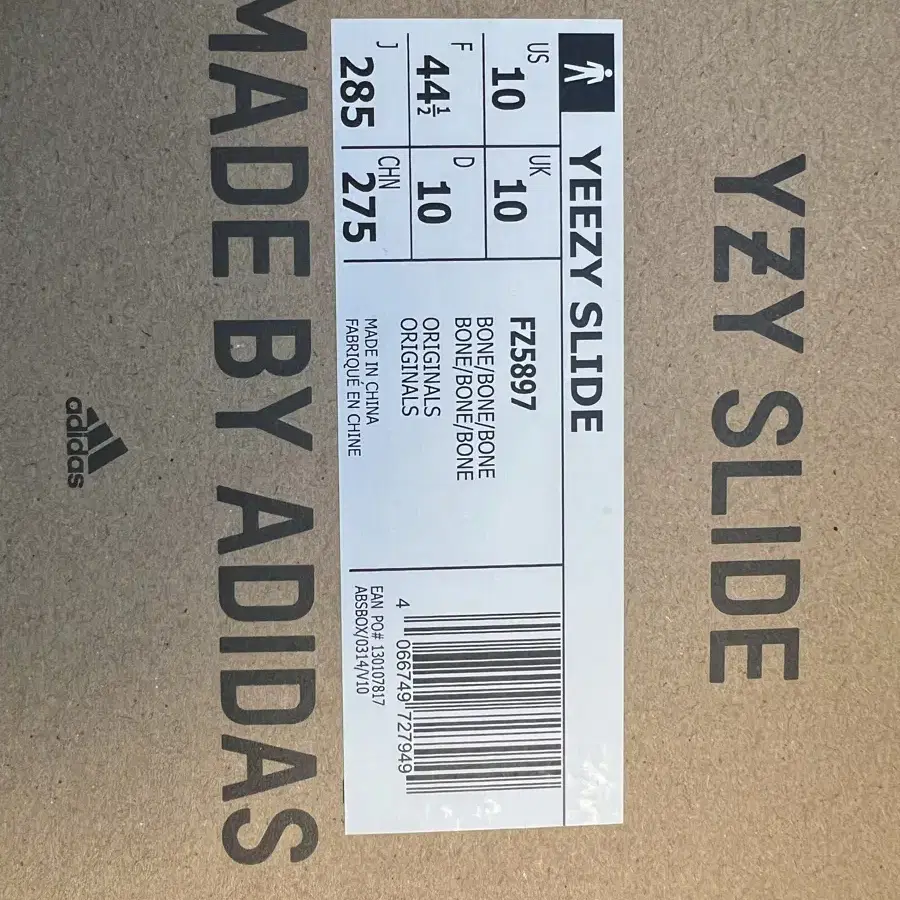 YZY SLIDE
YEEZY SLIDE
US
10
UK
10
F
44½
D
10
J
285
CHN
275
FZ5897
BONE/BONE/BONE
BONE/BONE/BONE
ORIGINALS
ORIGINALS
MADE IN CHINA
FABRIQUÉ EN CHINE
4 066749 727949
EAN PO# 130107817
ABSBOX/0314/V10
MADE BY ADIDAS
adidas